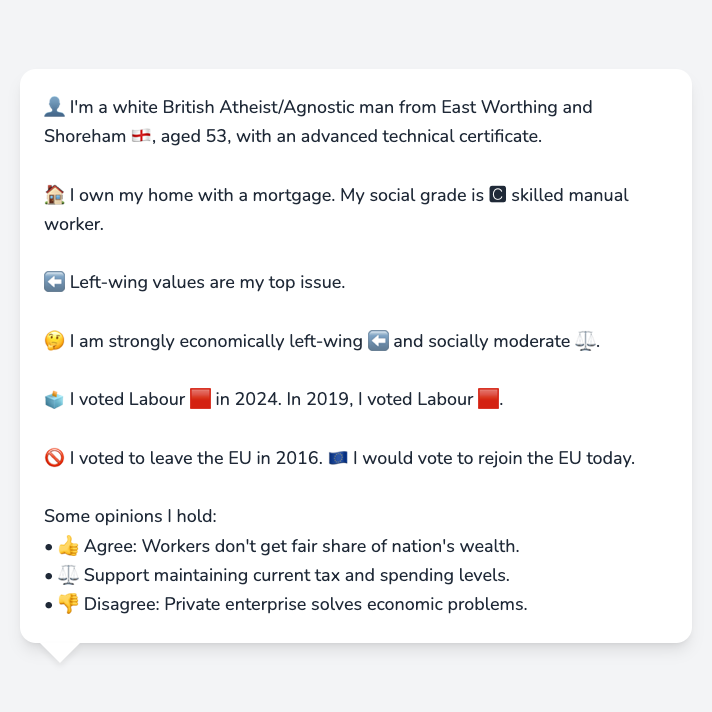 👤 I'm a white British Atheist/Agnostic man from East Worthing and
Shoreham 🏴󠁧󠁢󠁥󠁮󠁧󠁿, aged 53, with an advanced technical certificate.
🏠 I own my home with a mortgage. My social grade is 🅲 skilled manual
worker.
⬅️ Left-wing values are my top issue.
🤔 I am strongly economically left-wing ⬅️ and socially moderate ⚖️.
🗳️ I voted Labour 🟥 in 2024. In 2019, I voted Labour 🟥.
🚫 I voted to leave the EU in 2016. 🇪🇺 I would vote to rejoin the EU today.
Some opinions I hold:
• 👍 Agree: Workers don't get fair share of nation's wealth.
• ⚖️ Support maintaining current tax and spending levels.
• 👎 Disagree: Private enterprise solves economic problems.